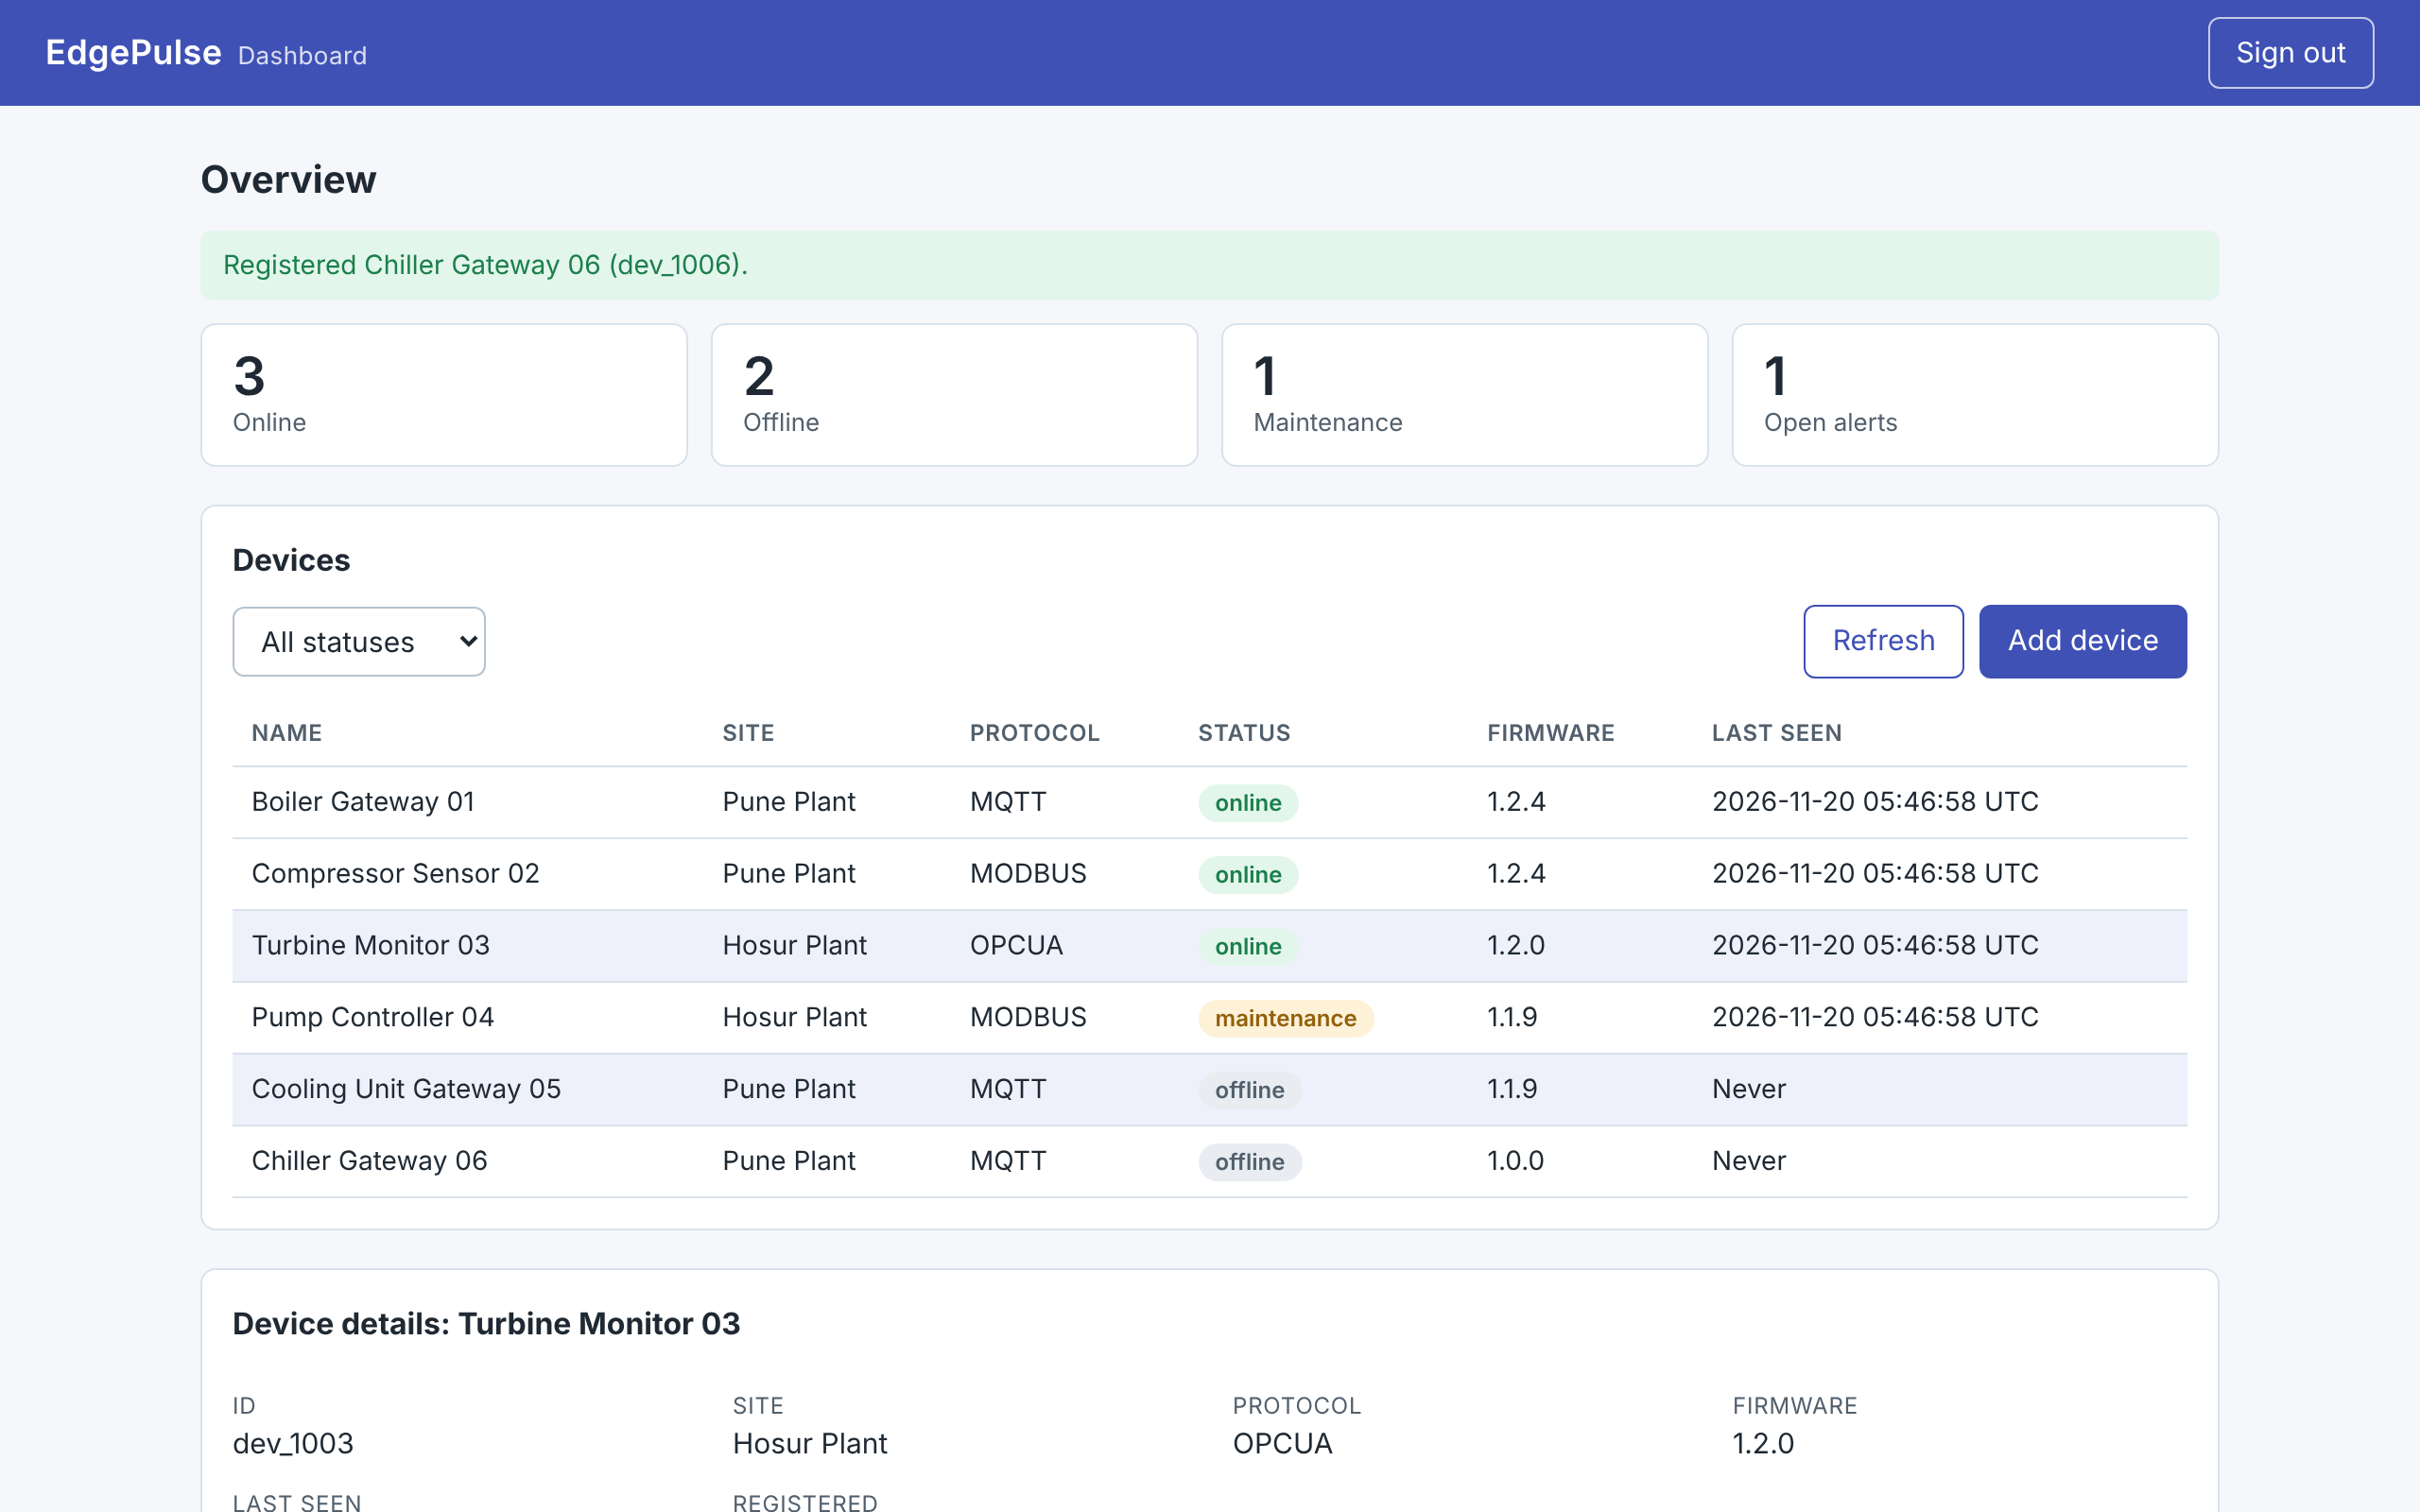 EdgePulse Dashboard Sign out
Overview
Registered Chiller Gateway 06 (dev_1006).
3 2 1 1
Online Offline Maintenance Open alerts
Devices
All statuses Refresh Add device
NAME SITE PROTOCOL STATUS FIRMWARE LAST SEEN
Boiler Gateway 01 Pune Plant MQTT online 1.2.4 2026-11-20 05:46:58 UTC
Compressor Sensor 02 Pune Plant MODBUS online 1.2.4 2026-11-20 05:46:58 UTC
Turbine Monitor 03 Hosur Plant OPCUA online 1.2.0 2026-11-20 05:46:58 UTC
Pump Controller 04 Hosur Plant MODBUS maintenance 1.1.9 2026-11-20 05:46:58 UTC
Cooling Unit Gateway 05 Pune Plant MQTT offline 1.1.9 Never
Chiller Gateway 06 Pune Plant MQTT offline 1.0.0 Never
Device details: Turbine Monitor 03
ID SITE PROTOCOL FIRMWARE
dev_1003 Hosur Plant OPCUA 1.2.0
LAST SEEN REGISTERED